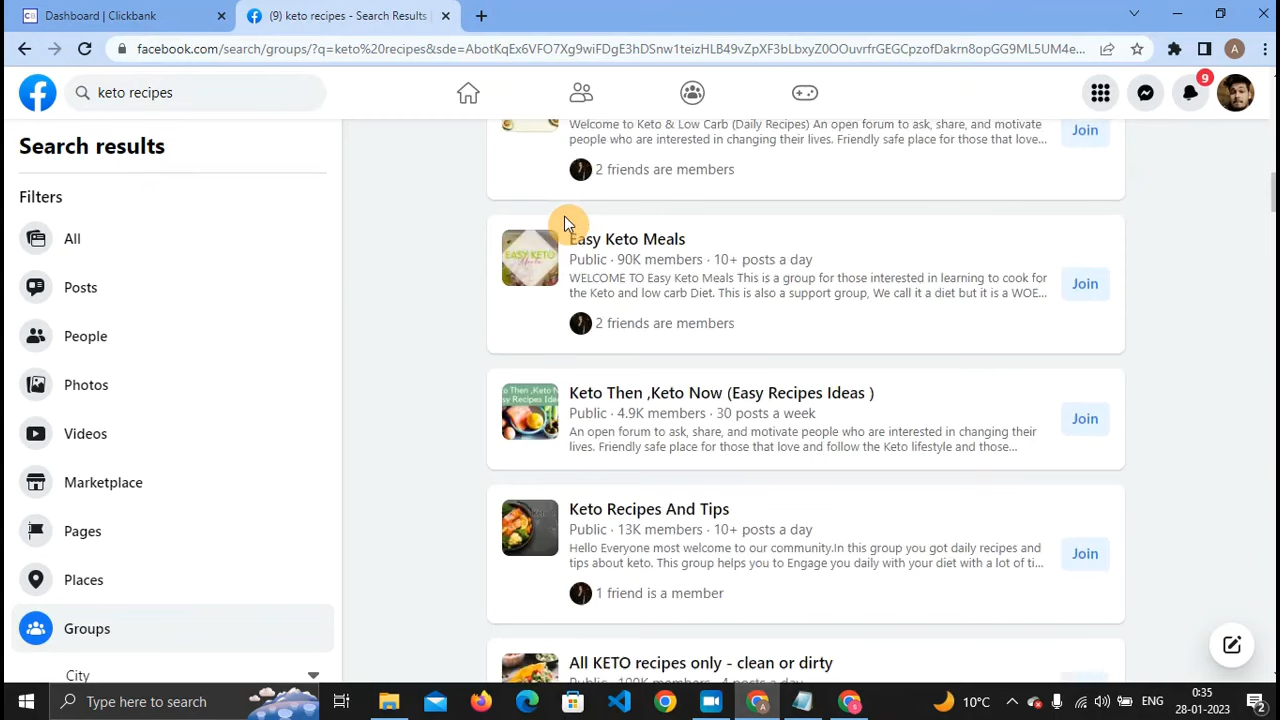 Dashboard | Clickbank
(9) keto recipes - Search Results |
facebook.com/search/groups/?q=keto%20recipes&sde=AbotKqEx6VFO7Xg9wiFDgE3hDSnw1teizHLB49vZpXF3bLbxyZ0OOuvrfrGEGCpzofDakrn8opGG9ML5UM4e...
A
keto recipes
9
Search results
Filters
All
Posts
People
Photos
Videos
Marketplace
Pages
Places
Groups
City
Welcome to Keto & Low Carb (Daily Recipes) An open forum to ask, share, and motivate
people who are interested in changing their lives. Friendly safe place for those that love...
Join
2 friends are members
EASY KETO
Easy Keto Meals
Public · 90K members · 10+ posts a day
WELCOME TO Easy Keto Meals This is a group for those interested in learning to cook for
the Keto and low carb Diet. This is also a support group, We call it a diet but it is a WOE...
Join
2 friends are members
Keto Then ,Keto Now (Easy Recipes Ideas )
Public · 4.9K members · 30 posts a week
An open forum to ask, share, and motivate people who are interested in changing their
lives. Friendly safe place for those that love and follow the Keto lifestyle and those...
Join
Keto Recipes And Tips
Public · 13K members · 10+ posts a day
Hello Everyone most welcome to our community.In this group you got daily recipes and
tips about keto. This group helps you to Engage you daily with your diet with a lot of ti...
Join
1 friend is a member
All KETO recipes only - clean or dirty
Type here to search
10°C
ENG
0:35
28-01-2023
2